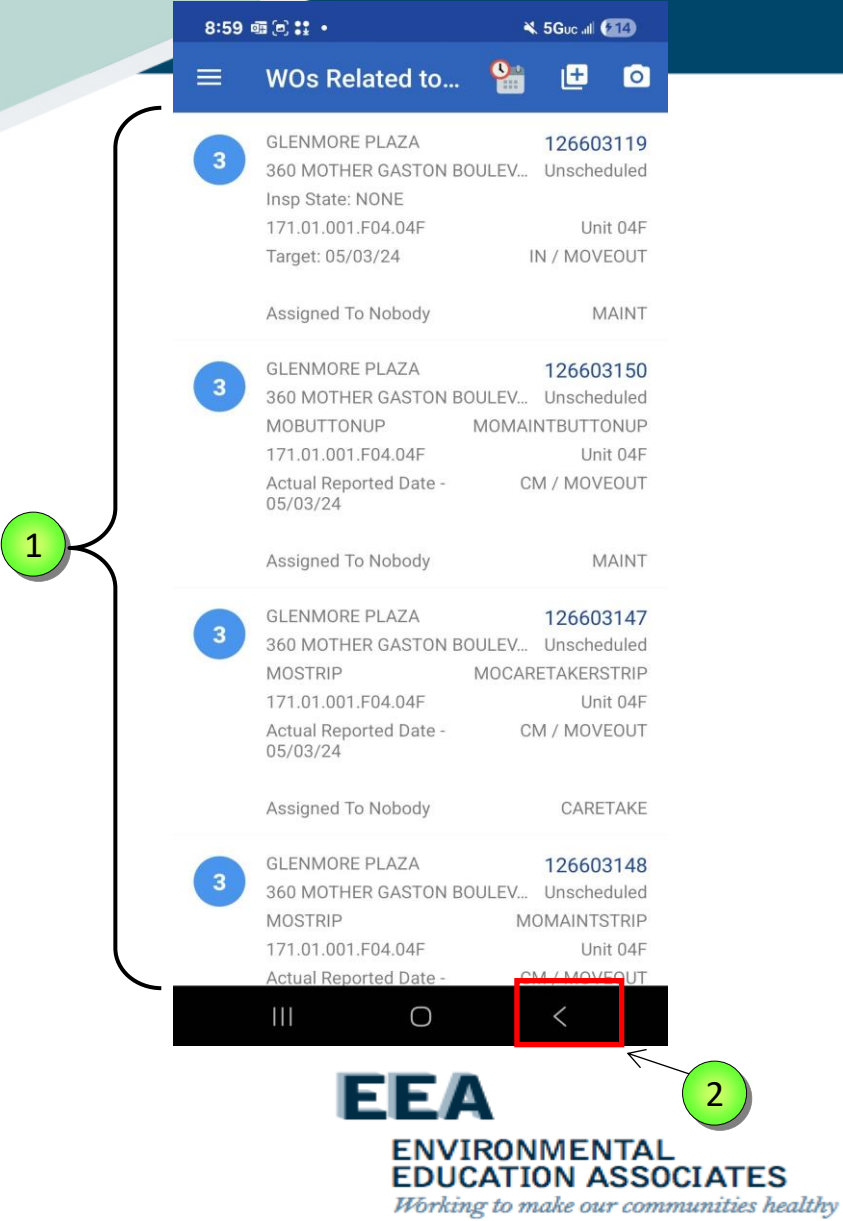 8:59 5Guc 14
WOs Related to...
3 GLENMORE PLAZA 126603119
360 MOTHER GASTON BOULEV... Unscheduled
Insp State: NONE
171.01.001.F04.04F Unit 04F
Target: 05/03/24 IN / MOVEOUT
Assigned To Nobody MAINT
3 GLENMORE PLAZA 126603150
360 MOTHER GASTON BOULEV... Unscheduled
MOBUTTONUP MOMAINTBUTTONUP
171.01.001.F04.04F Unit 04F
Actual Reported Date - CM / MOVEOUT
05/03/24
1
Assigned To Nobody MAINT
3 GLENMORE PLAZA 126603147
360 MOTHER GASTON BOULEV... Unscheduled
MOSTRIP MOCARETAKERSTRIP
171.01.001.F04.04F Unit 04F
Actual Reported Date - CM / MOVEOUT
05/03/24
Assigned To Nobody CARETAKE
3 GLENMORE PLAZA 126603148
360 MOTHER GASTON BOULEV... Unscheduled
MOSTRIP MOMAINTSTRIP
171.01.001.F04.04F Unit 04F
Actual Reported Date - CM / MOVEOUT
2
EEA
ENVIRONMENTAL
EDUCATION ASSOCIATES
Working to make our communities healthy